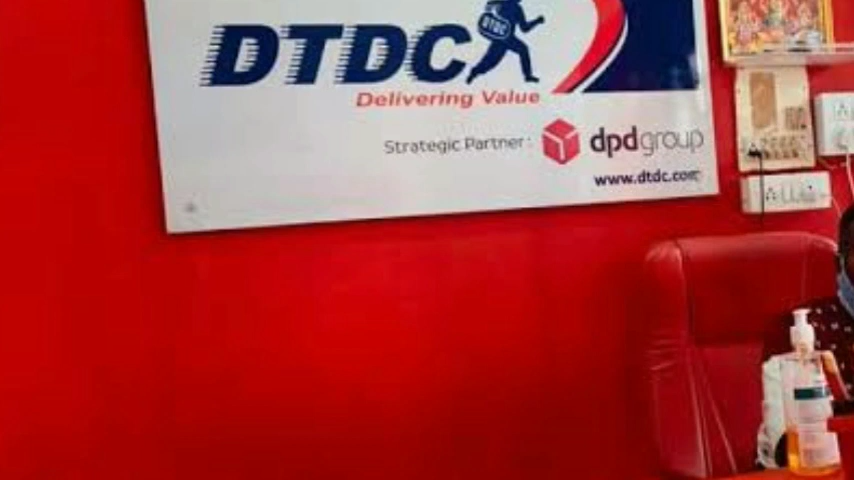 DTDC
DTDC
Delivering Value
Strategic Partner: dpdgroup
www.dtdc.com